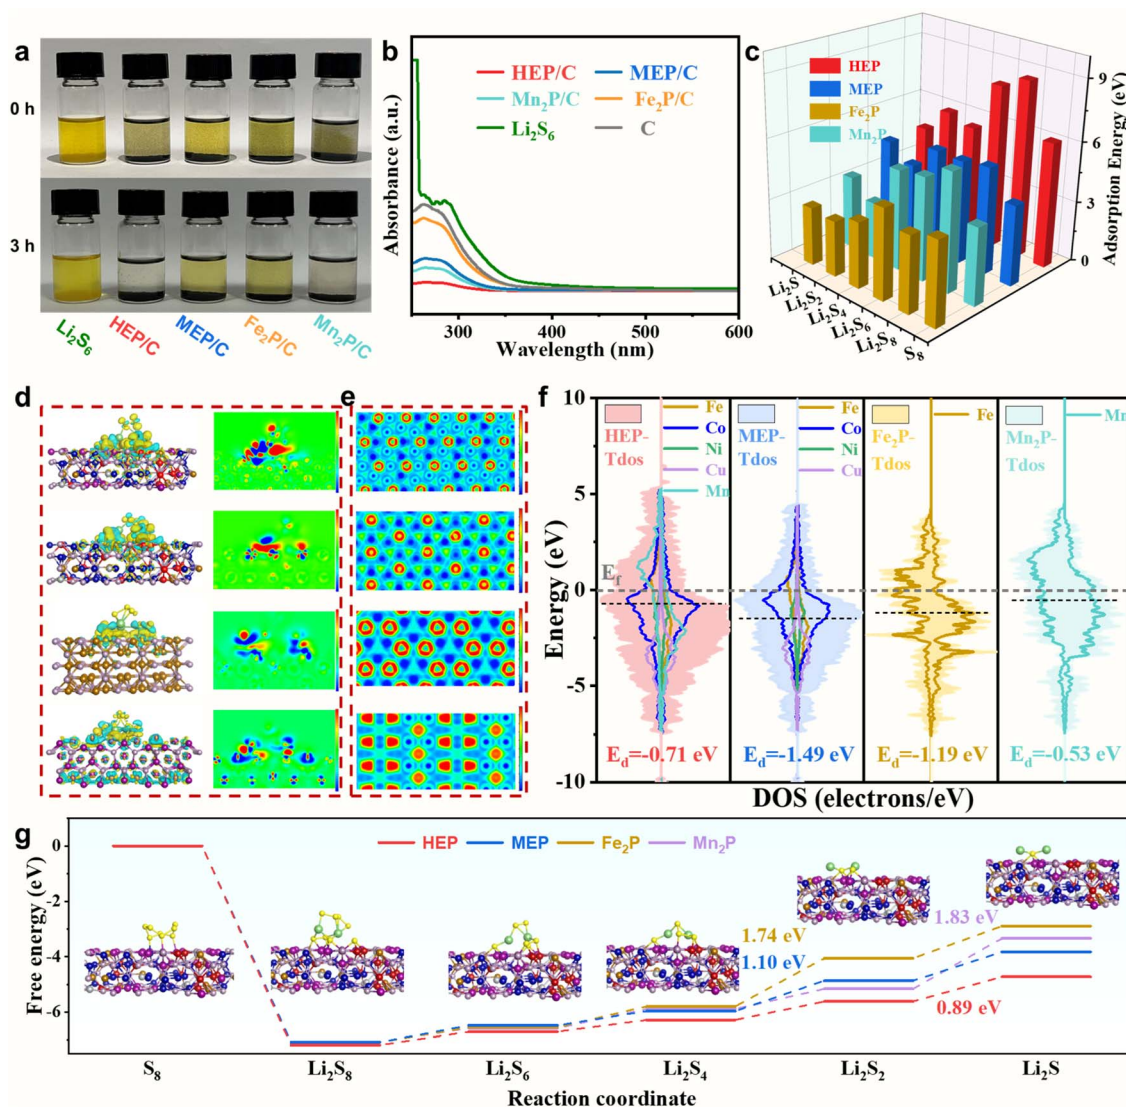 a
0 h
3 h
Li₂S₆
HEP/C
MEP/C
Fe₂P/C
Mn₂P/C
b
HEP/C
MEP/C
Mn₂P/C
Fe₂P/C
Li₂S₆
C
Absorbance (a.u.)
300
400
500
600
Wavelength (nm)
c
HEP
MEP
Fe₂P
Mn₂P
9
6
3
0
Adsorption Energy (eV)
Li₂S
Li₂S₂
Li₂S₄
Li₂S₆
Li₂S₈
S₈
d
e
f
10
5
0
-5
-10
Energy (eV)
HEP-
Tdos
Fe
Co
Ni
Cu
Mn
E_f
E_d=-0.71 eV
MEP-
Tdos
Fe
Co
Ni
Cu
E_d=-1.49 eV
Fe₂P-
Tdos
Fe
E_d=-1.19 eV
Mn₂P-
Tdos
Mn
E_d=-0.53 eV
DOS (electrons/eV)
g
HEP
MEP
Fe₂P
Mn₂P
0
-2
-4
-6
Free energy (eV)
1.74 eV
1.10 eV
1.83 eV
0.89 eV
S₈
Li₂S₈
Li₂S₆
Li₂S₄
Li₂S₂
Li₂S
Reaction coordinate